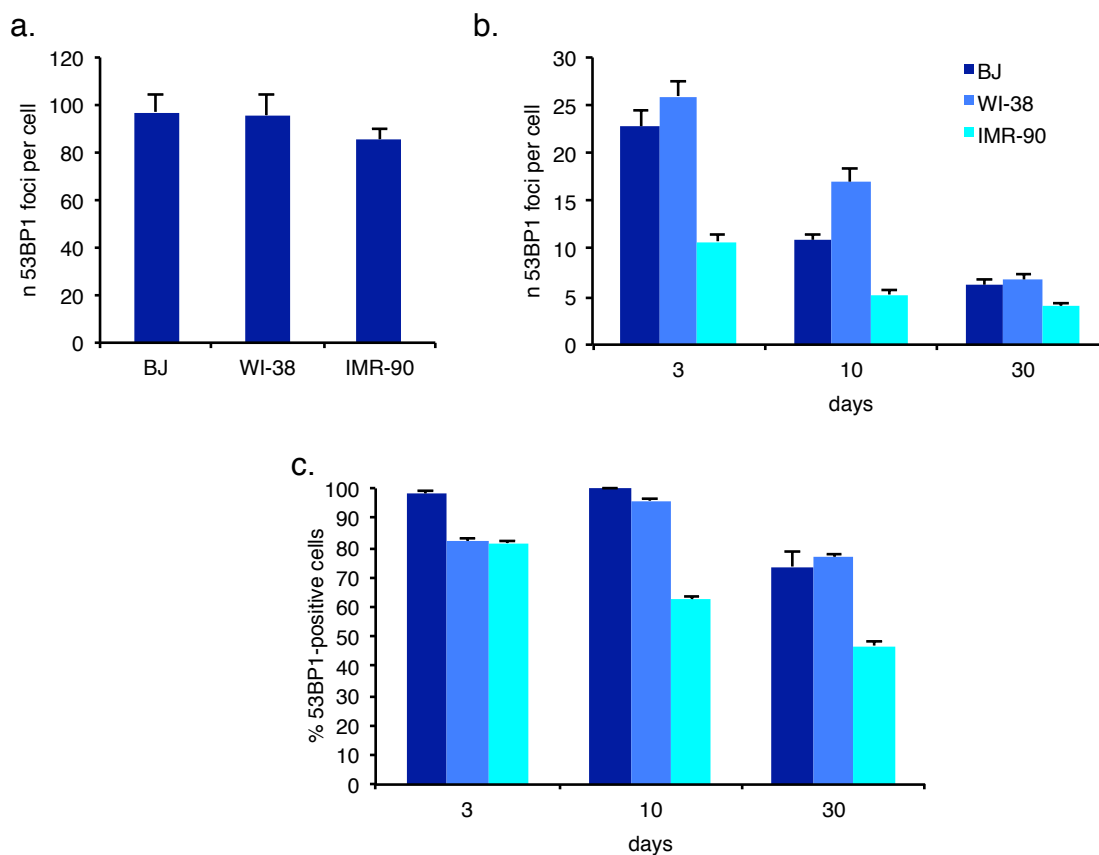 a.
n 53BP1 foci per cell
120
100
80
60
40
20
0
BJ WI-38 IMR-90
b.
n 53BP1 foci per cell
30
25
20
15
10
5
0
BJ
WI-38
IMR-90
3 10 30
days
c.
% 53BP1-positive cells
100
90
80
70
60
50
40
30
20
10
0
3 10 30
days